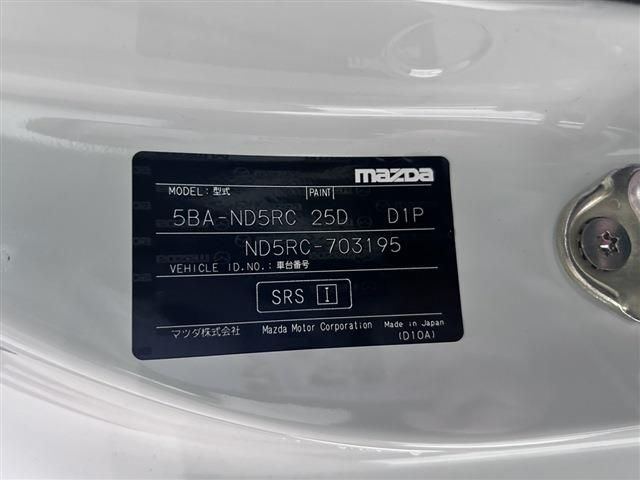 mazda
MODEL:型式 PAINT
5BA-ND5RC 25D D1P
ND5RC-703195
VEHICLE ID.NO.:車台番号
SRS I
マツダ株式会社 Mazda Motor Corporation Made in Japan
(D10A)